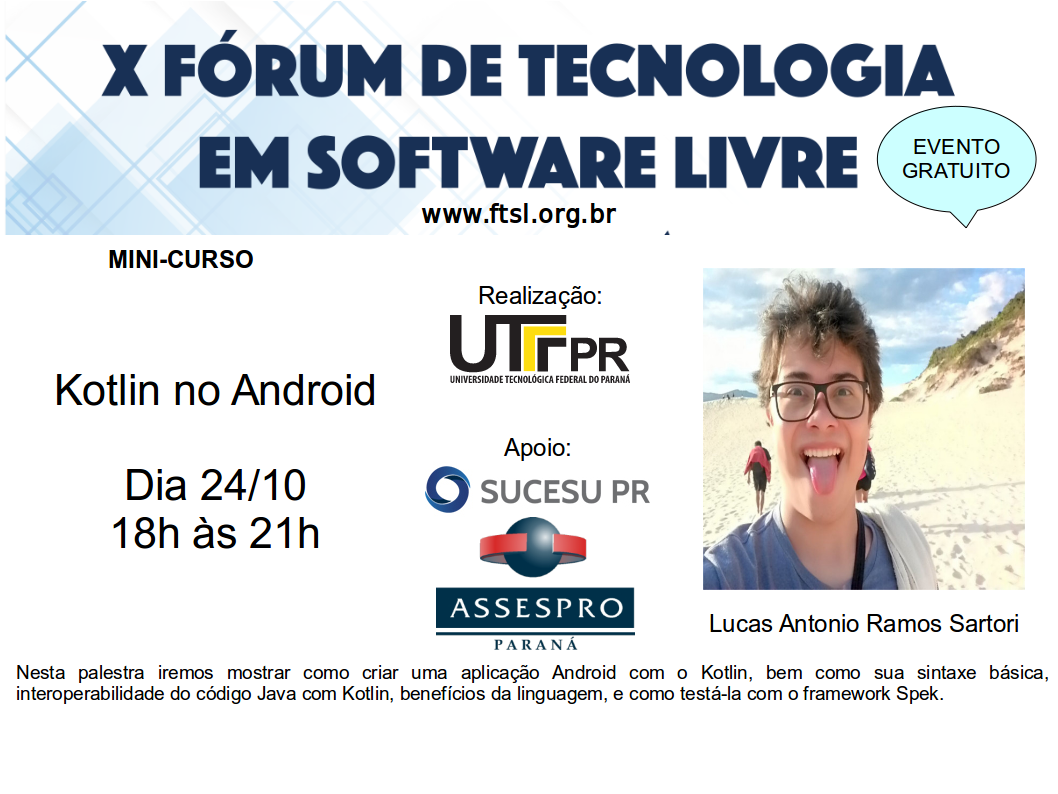 X FÓRUM DE TECNOLOGIA
EM SOFTWARE LIVRE
EVENTO
GRATUITO
www.ftsl.org.br
MINI-CURSO
Kotlin no Android
Dia 24/10
18h às 21h
Realização:
UTFPR
UNIVERSIDADE TECNOLÓGICA FEDERAL DO PARANÁ
Apoio:
SUCESU PR
ASSESPRO
PARANÁ
Lucas Antonio Ramos Sartori
Nesta palestra iremos mostrar como criar uma aplicação Android com o Kotlin, bem como sua sintaxe básica,
interoperabilidade do código Java com Kotlin, benefícios da linguagem, e como testá-la com o framework Spek.